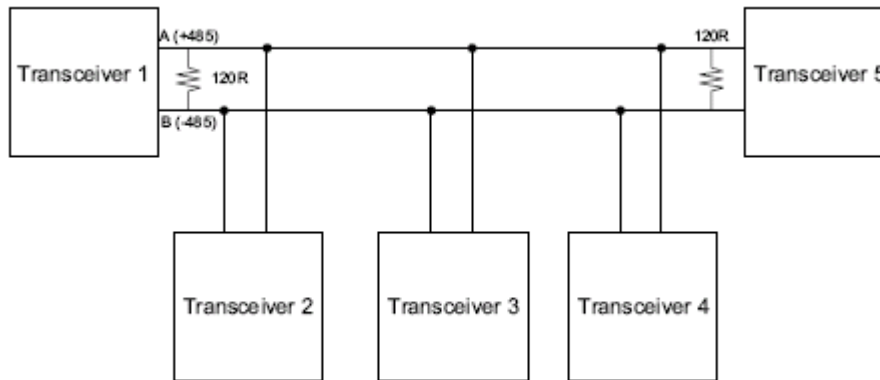 A (+485)
120R
Transceiver 1
120R
Transceiver 5
B (-485)
Transceiver 2
Transceiver 3
Transceiver 4